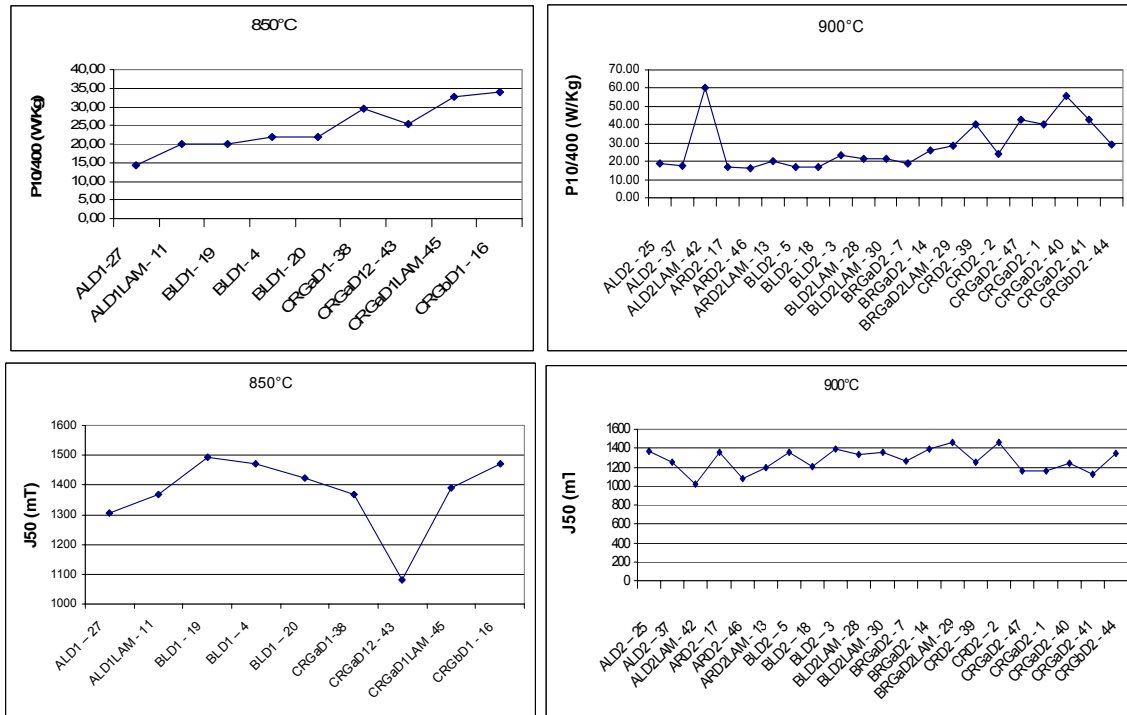 850°C
P10/400 (W/Kg)
40,00
35,00
30,00
25,00
20,00
15,00
10,00
5,00
0,00
ALD1-27
ALD1LAM - 11
BLD1 - 19
BLD1 - 4
BLD1 - 20
CRGaD1- 38
CRGaD12 - 43
CRGaD1LAM -45
CRGbD1 - 16
900°C
P10/400 (W/Kg)
70.00
60.00
50.00
40.00
30.00
20.00
10.00
0.00
ALD2 - 25
ALD2 - 37
ALD2LAM - 42
ARD2 - 17
ARD2 - 46
ARD2LAM - 13
BLD2 - 5
BLD2 - 18
BLD2 - 3
BLD2LAM - 28
BLD2LAM - 30
BRGaD2 - 7
BRGaD2 - 14
BRGaD2LAM - 29
CRD2 - 39
CRD2 - 2
CRGaD2 - 47
CRGaD2 - 1
CRGaD2 - 40
CRGaD2 - 41
CRGbD2 - 44
850°C
J50 (mT)
1600
1500
1400
1300
1200
1100
1000
ALD1 – 27
ALD1LAM - 11
BLD1 - 19
BLD1 – 4
BLD1 – 20
CRGaD1-38
CRGaD12 - 43
CRGaD1LAM -45
CRGbD1 - 16
900°C
J50 (mT
1600
1400
1200
1000
800
600
400
200
0
ALD2 – 25
ALD2 – 37
ALD2LAM - 42
ARD2 – 17
ARD2 – 46
ARD2LAM - 13
BLD2 – 5
BLD2 – 18
BLD2 – 3
BLD2LAM - 28
BLD2LAM - 30
BRGaD2 - 7
BRGaD2 - 14
BRGaD2LAM - 29
CRD2 - 39
CRD2 – 2
CRGaD2 - 47
CRGaD2 - 1
CRGaD2 - 40
CRGaD2 - 41
CRGbD2 - 44